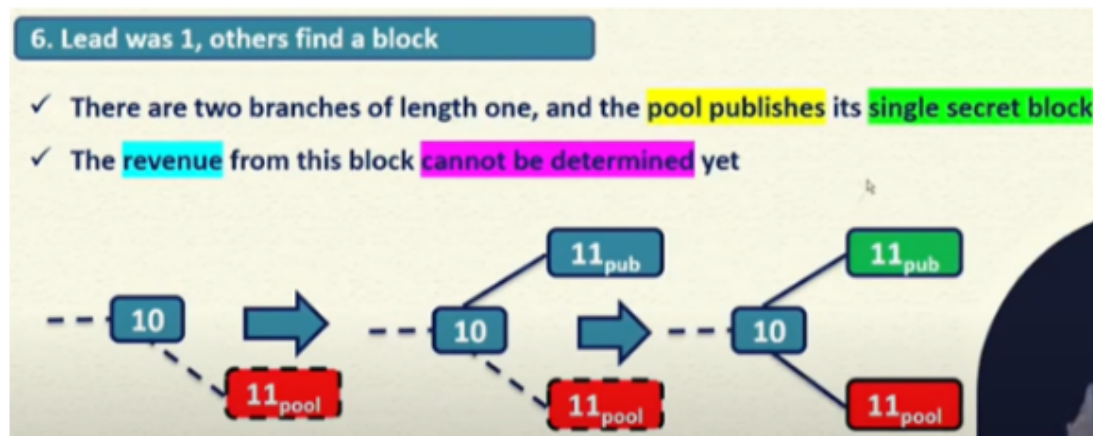 6. Lead was 1, others find a block
✓ There are two branches of length one, and the pool publishes its single secret block
✓ The revenue from this block cannot be determined yet
11pub
11pub
10
10
10
11pool
11pool
11pool